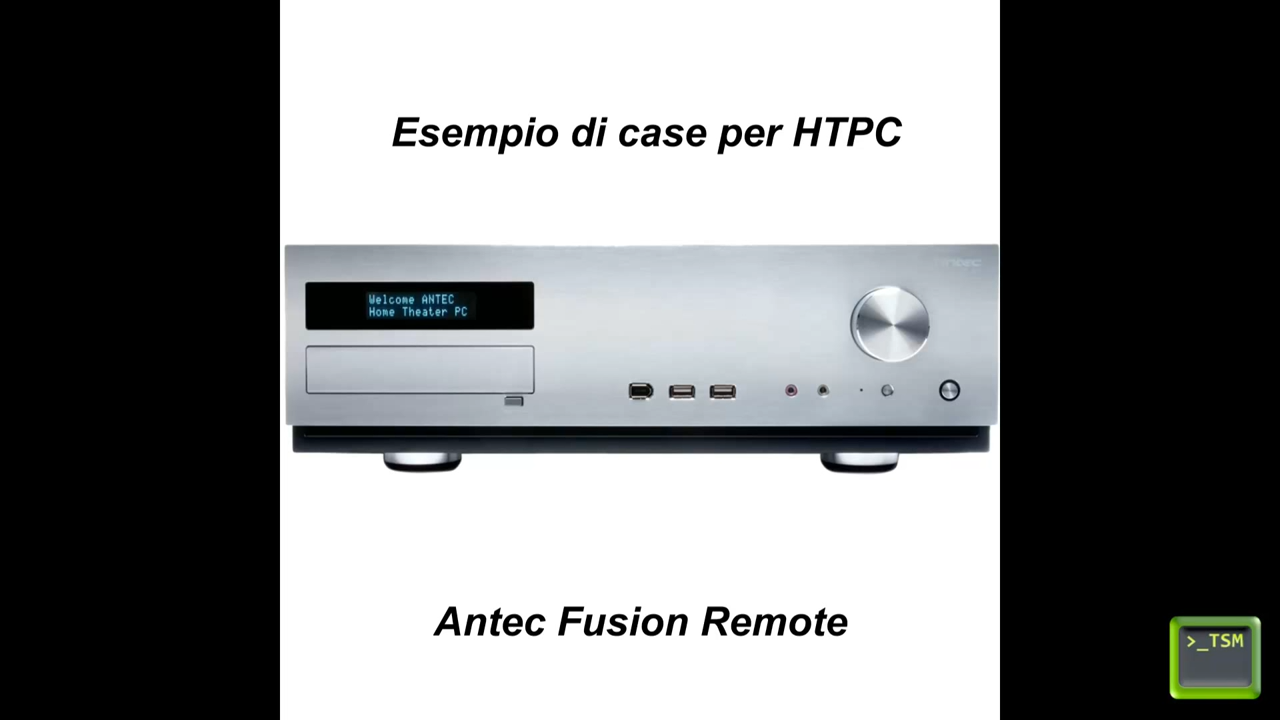 Esempio di case per HTPC
Welcome ANTEC
Home Theater PC
Antec Fusion Remote
>_TSM